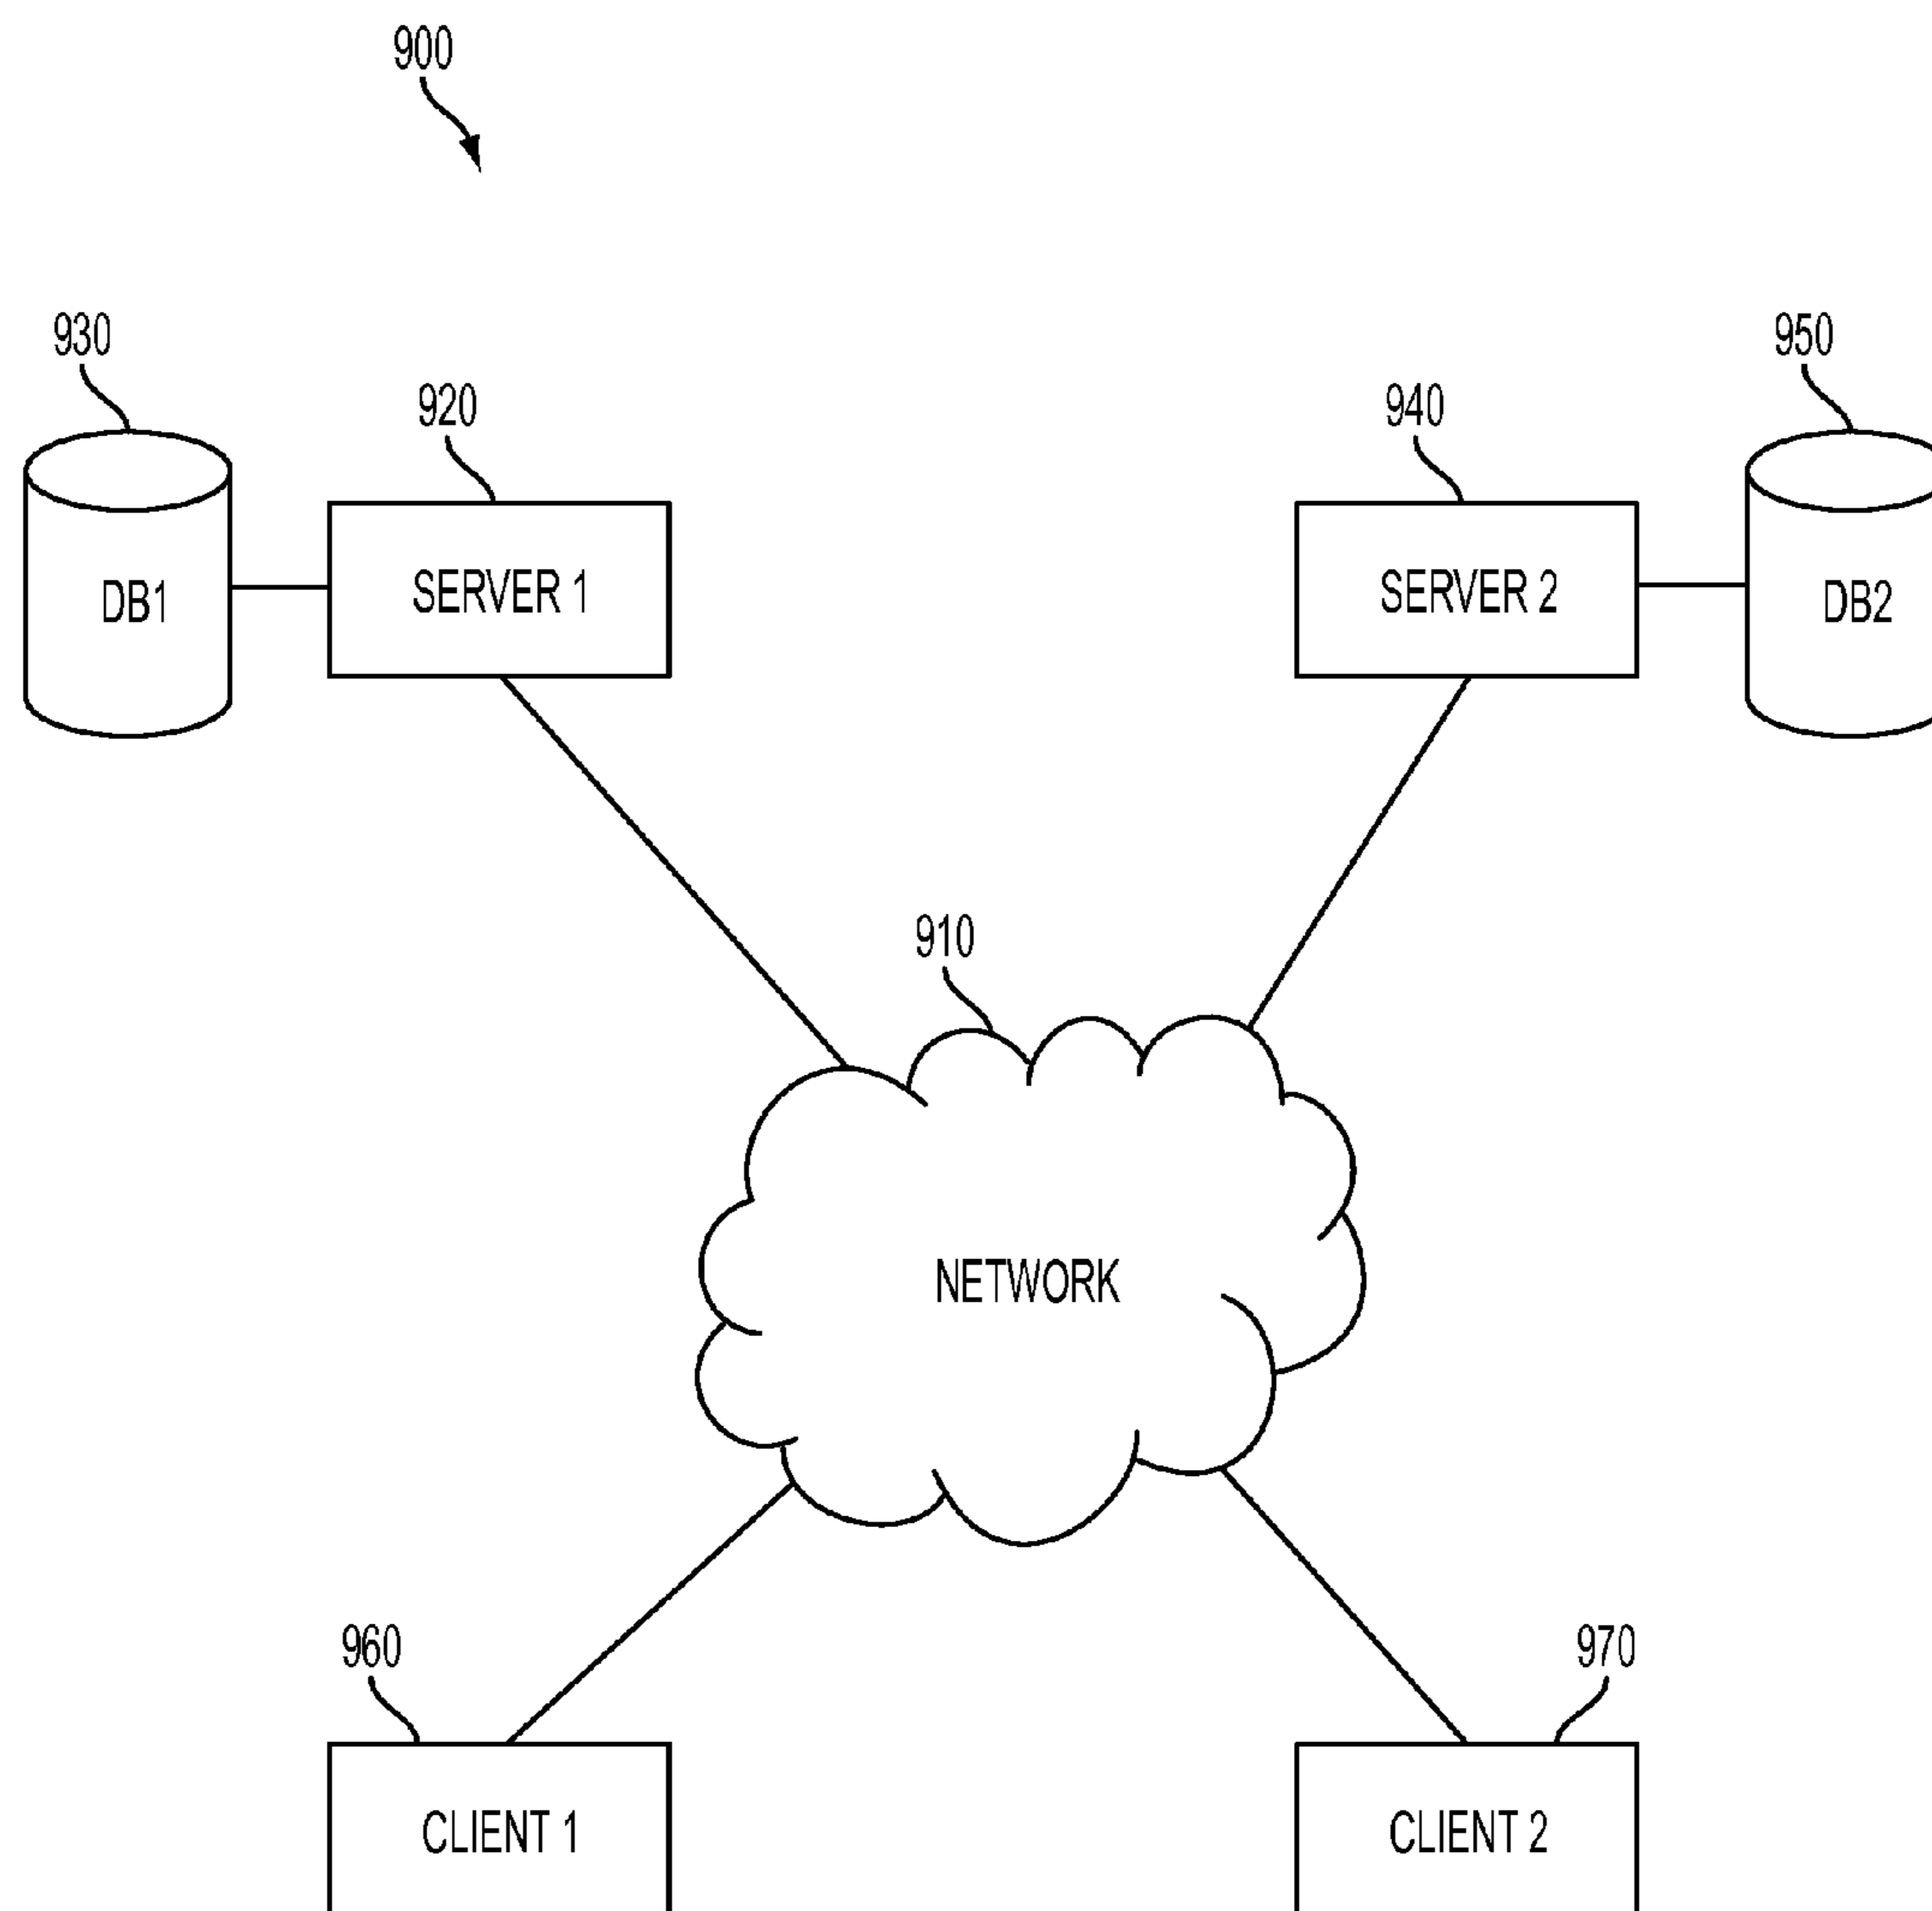 900
930
950
920
940
DB1
SERVER 1
SERVER 2
DB2
910
NETWORK
960
970
CLIENT 1
CLIENT 2